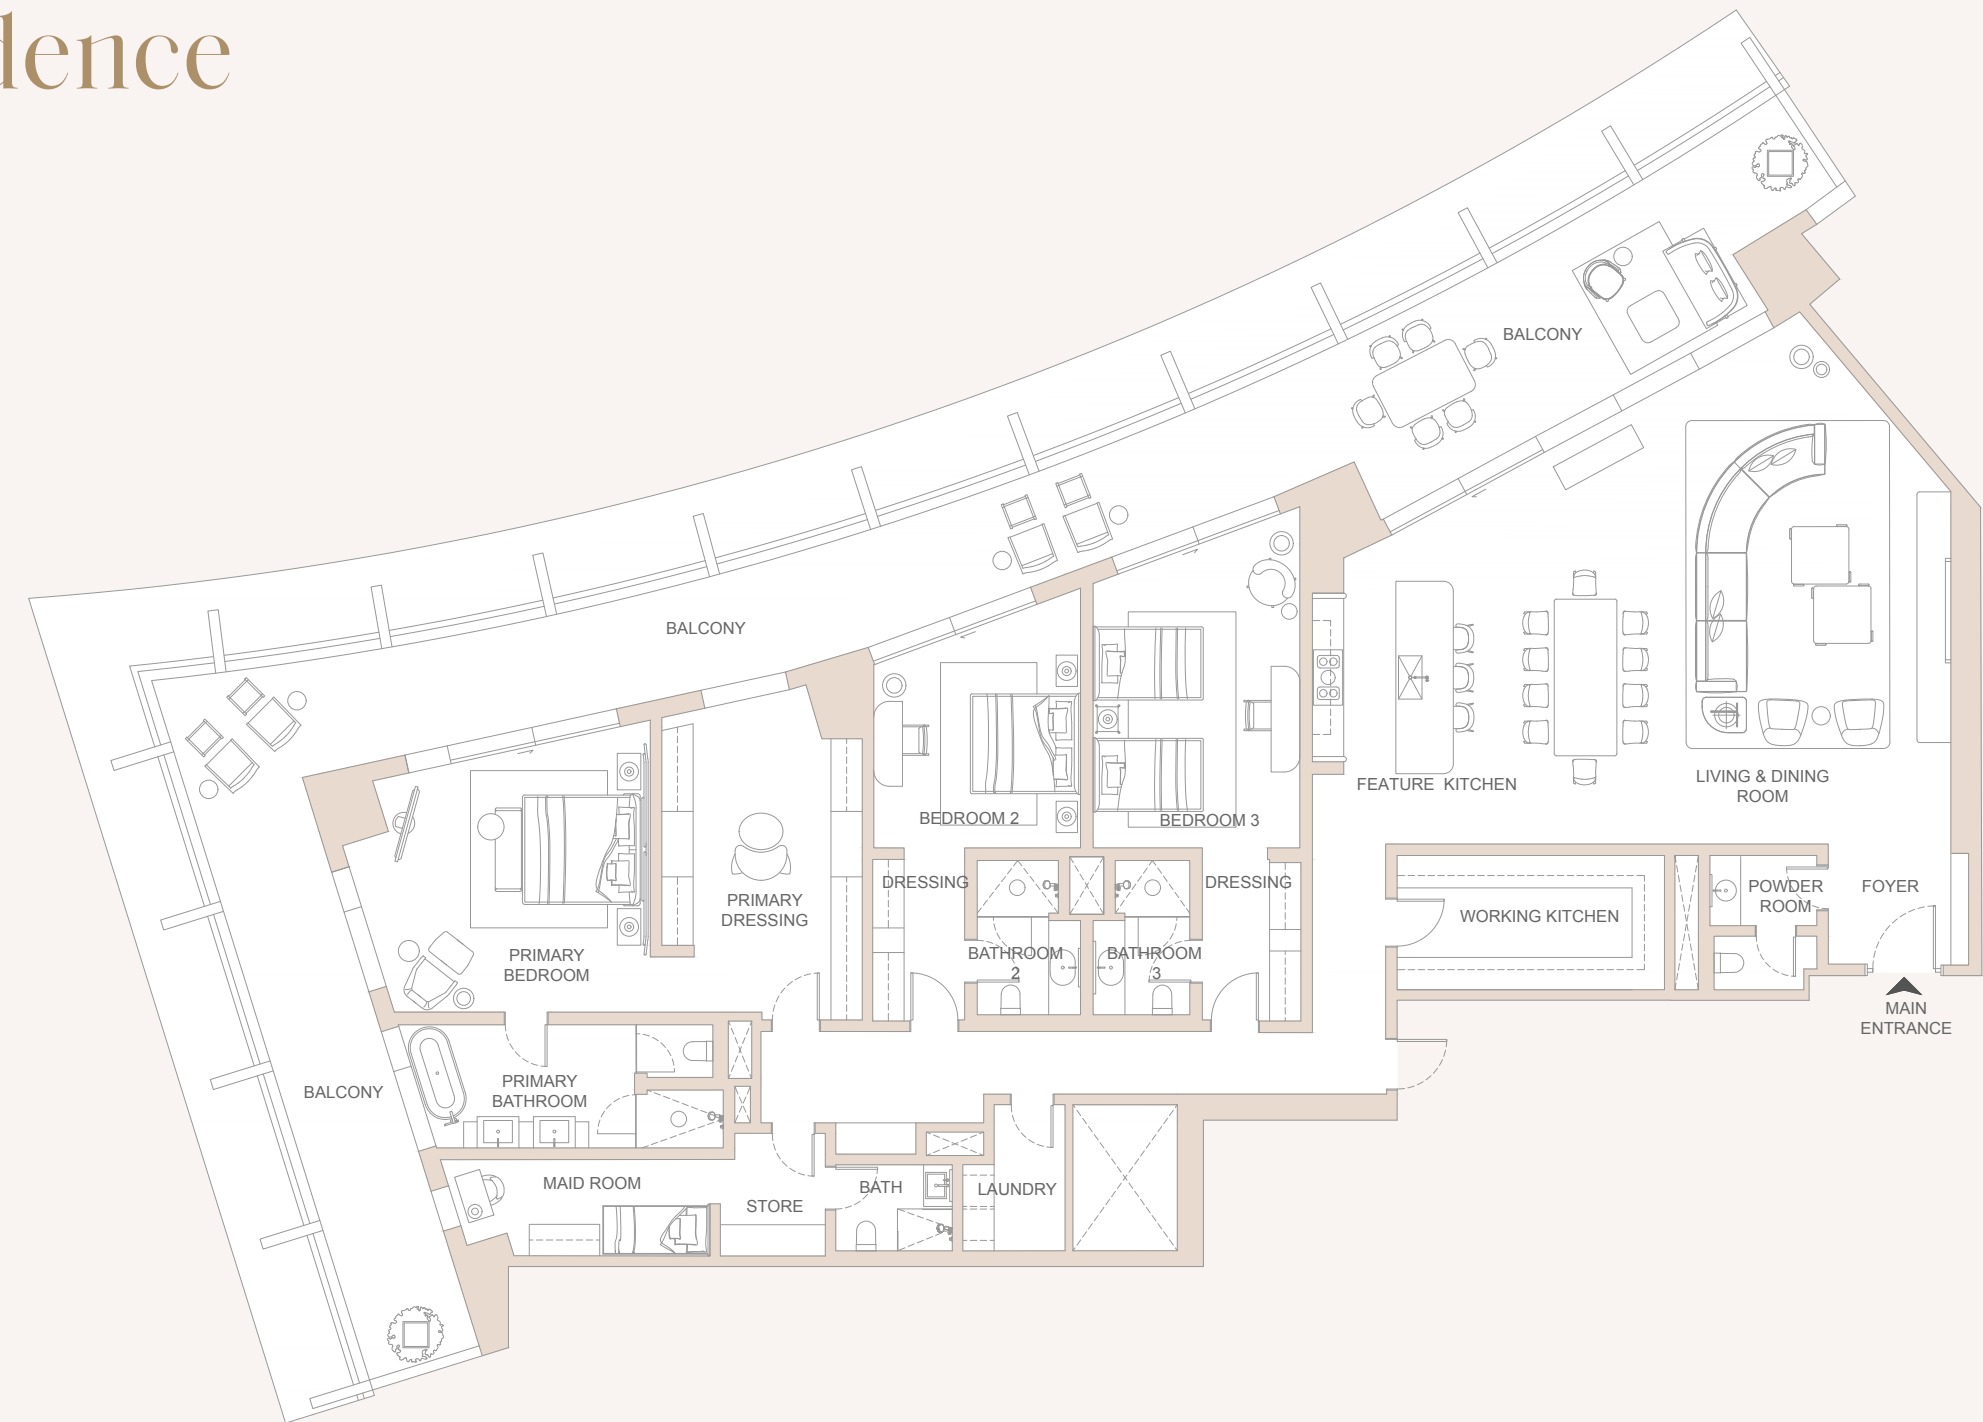 dence
BALCONY
BALCONY
FEATURE KITCHEN
LIVING & DINING
ROOM
BEDROOM 2
BEDROOM 3
DRESSING
DRESSING
PRIMARY
DRESSING
POWDER
ROOM
FOYER
WORKING KITCHEN
PRIMARY
BEDROOM
BATHROOM
2
BATHROOM
3
MAIN
ENTRANCE
BALCONY
PRIMARY
BATHROOM
MAID ROOM
STORE
BATH
LAUNDRY